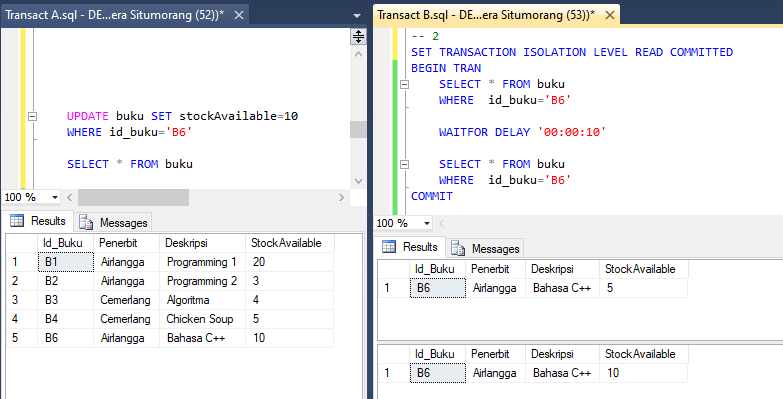 Transact A.sql - DE...era Situmorang (52))*
UPDATE buku SET stockAvailable=10
WHERE id_buku='B6'
SELECT * FROM buku
100 %
Results Messages
Id_Buku Penerbit Deskripsi StockAvailable
1 B1 Airlangga Programming 1 20
2 B2 Airlangga Programming 2 3
3 B3 Cemerlang Algoritma 4
4 B4 Cemerlang Chicken Soup 5
5 B6 Airlangga Bahasa C++ 10
Transact B.sql - DE...era Situmorang (53))*
-- 2
SET TRANSACTION ISOLATION LEVEL READ COMMITTED
BEGIN TRAN
SELECT * FROM buku
WHERE id_buku='B6'
WAITFOR DELAY '00:00:10'
SELECT * FROM buku
WHERE id_buku='B6'
COMMIT
100 %
Results Messages
Id_Buku Penerbit Deskripsi StockAvailable
1 B6 Airlangga Bahasa C++ 5
Id_Buku Penerbit Deskripsi StockAvailable
1 B6 Airlangga Bahasa C++ 10